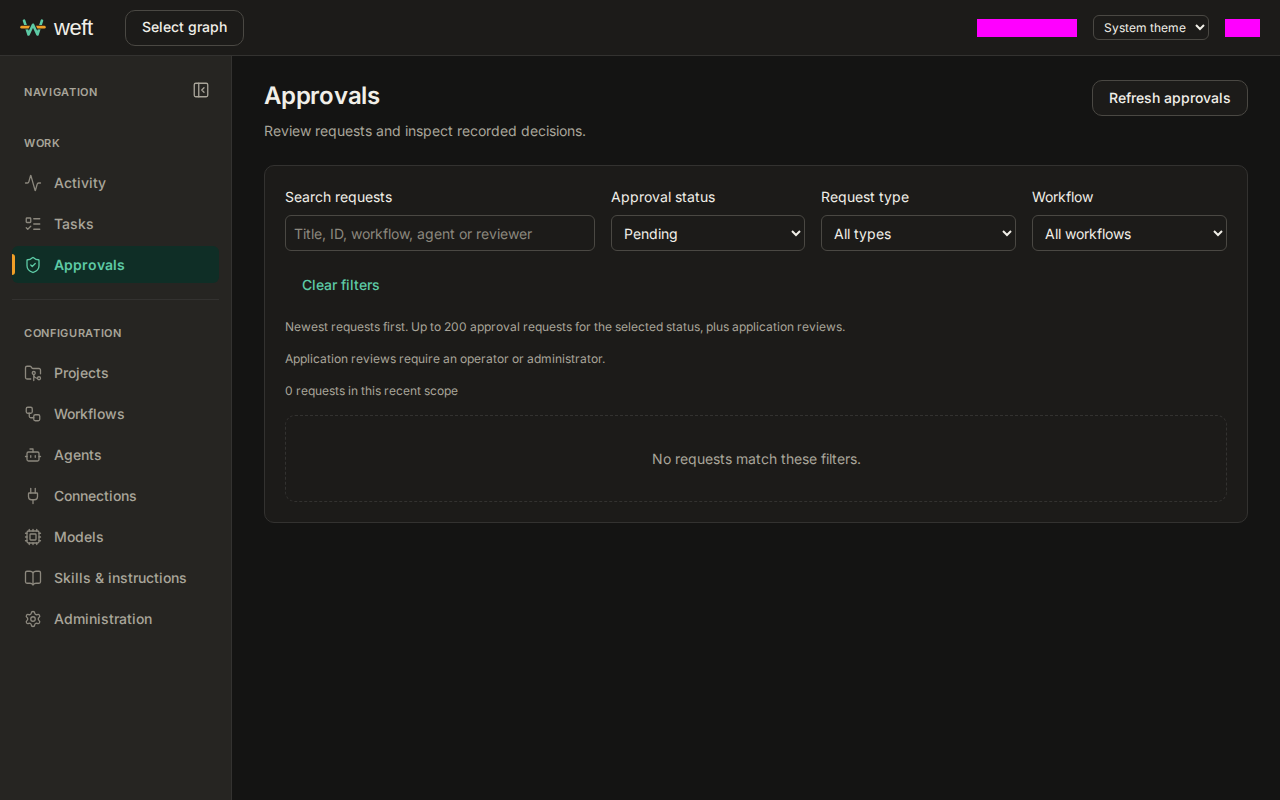 weft
Select graph
System theme
NAVIGATION
WORK
Activity
Tasks
Approvals
CONFIGURATION
Projects
Workflows
Agents
Connections
Models
Skills & instructions
Administration
Approvals
Refresh approvals
Review requests and inspect recorded decisions.
Search requests
Approval status
Request type
Workflow
Title, ID, workflow, agent or reviewer
Pending
All types
All workflows
Clear filters
Newest requests first. Up to 200 approval requests for the selected status, plus application reviews.
Application reviews require an operator or administrator.
0 requests in this recent scope
No requests match these filters.